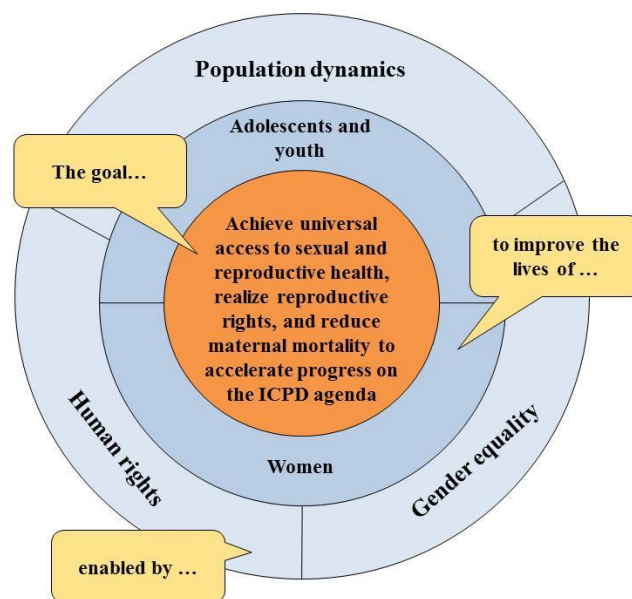 Population dynamics
Adolescents and
youth
The goal…
Achieve universal
access to sexual and
reproductive health,
realize reproductive
rights, and reduce
maternal mortality to
accelerate progress on
the ICPD agenda
to improve the
lives of …
Women
Human rights
Gender equality
enabled by …